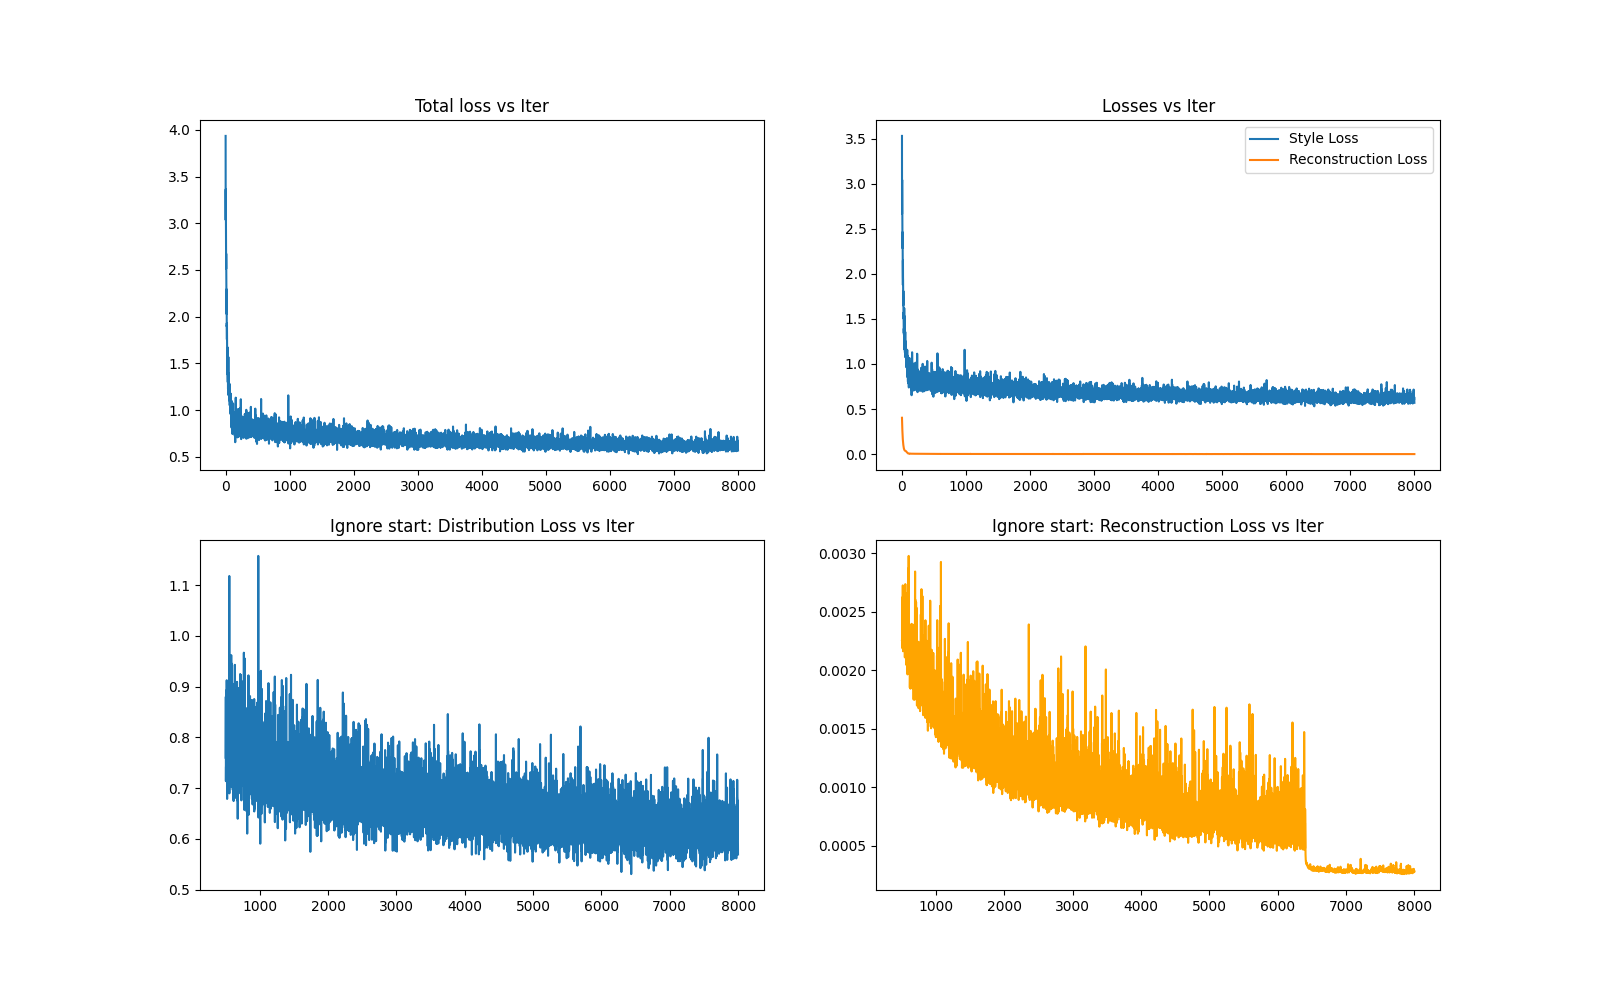 Total loss vs Iter
4.0
3.5
3.0
2.5
2.0
1.5
1.0
0.5
0 1000 2000 3000 4000 5000 6000 7000 8000
Losses vs Iter
Style Loss
Reconstruction Loss
3.5
3.0
2.5
2.0
1.5
1.0
0.5
0.0
0 1000 2000 3000 4000 5000 6000 7000 8000
Ignore start: Distribution Loss vs Iter
1.1
1.0
0.9
0.8
0.7
0.6
0.5
1000 2000 3000 4000 5000 6000 7000 8000
Ignore start: Reconstruction Loss vs Iter
0.0030
0.0025
0.0020
0.0015
0.0010
0.0005
1000 2000 3000 4000 5000 6000 7000 8000